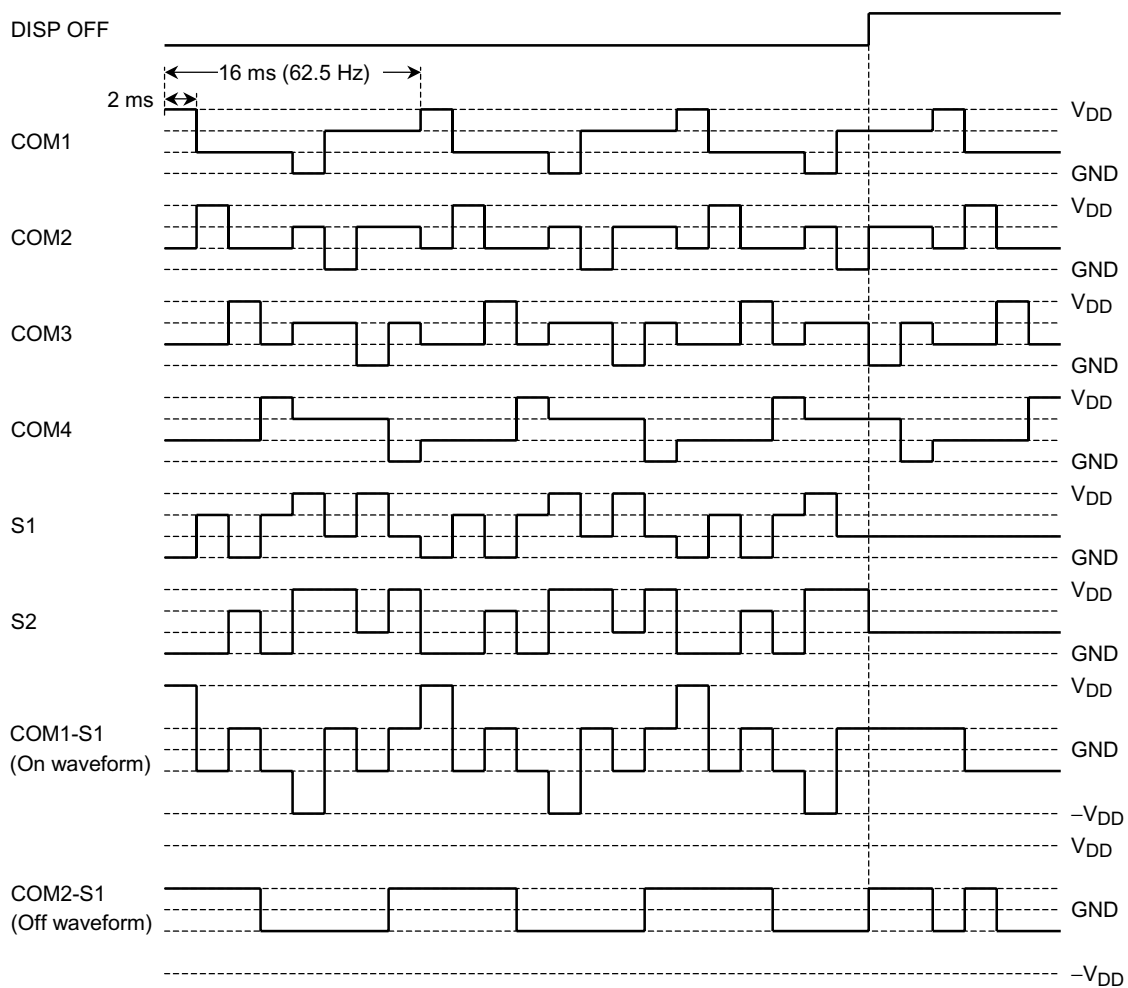 DISP OFF
16 ms (62.5 Hz)
2 ms
COM1
VDD
GND
COM2
VDD
GND
COM3
VDD
GND
COM4
VDD
GND
S1
VDD
GND
S2
VDD
GND
COM1-S1
(On waveform)
VDD
GND
–VDD
COM2-S1
(Off waveform)
VDD
GND
–VDD